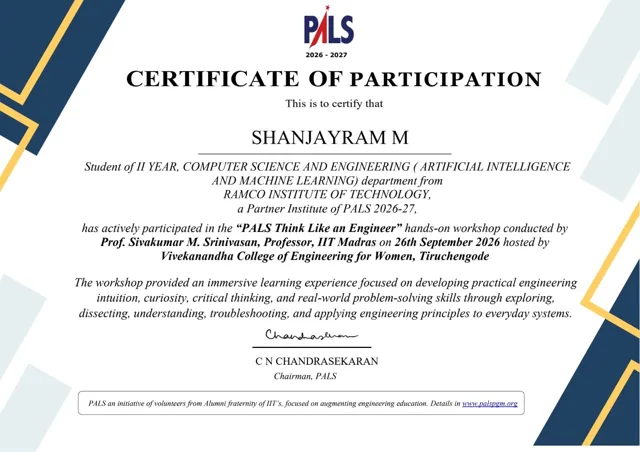 PALS
2026 - 2027
CERTIFICATE OF PARTICIPATION
This is to certify that
SHANJAYRAM M
Student of II YEAR, COMPUTER SCIENCE AND ENGINEERING ( ARTIFICIAL INTELLIGENCE
AND MACHINE LEARNING) department from
RAMCO INSTITUTE OF TECHNOLOGY,
a Partner Institute of PALS 2026-27,
has actively participated in the “PALS Think Like an Engineer” hands-on workshop conducted by
Prof. Sivakumar M. Srinivasan, Professor, IIT Madras on 26th September 2026 hosted by
Vivekanandha College of Engineering for Women, Tiruchengode
The workshop provided an immersive learning experience focused on developing practical engineering
intuition, curiosity, critical thinking, and real-world problem-solving skills through exploring,
dissecting, understanding, troubleshooting, and applying engineering principles to everyday systems.
Chandrasekaran
C N CHANDRASEKARAN
Chairman, PALS
PALS an initiative of volunteers from Alumni fraternity of IIT's, focused on augmenting engineering education. Details in www.palspgm.org